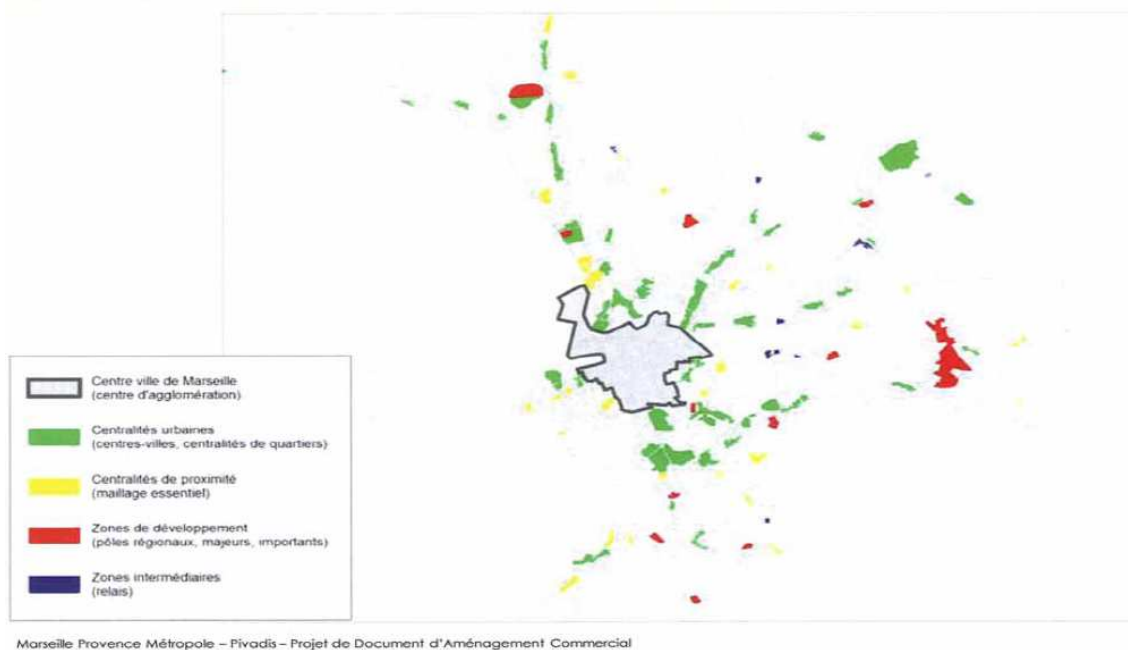 Centre ville de Marseille
(centre d'agglomération)
Centralités urbaines
(centres-villes, centralités de quartiers)
Centralités de proximité
(maillage essentiel)
Zones de développement
(pôles régionaux, majeurs, importants)
Zones intermédiaires
(relais)
Marseille Provence Métropole – Pivadis – Projet de Document d'Aménagement Commercial